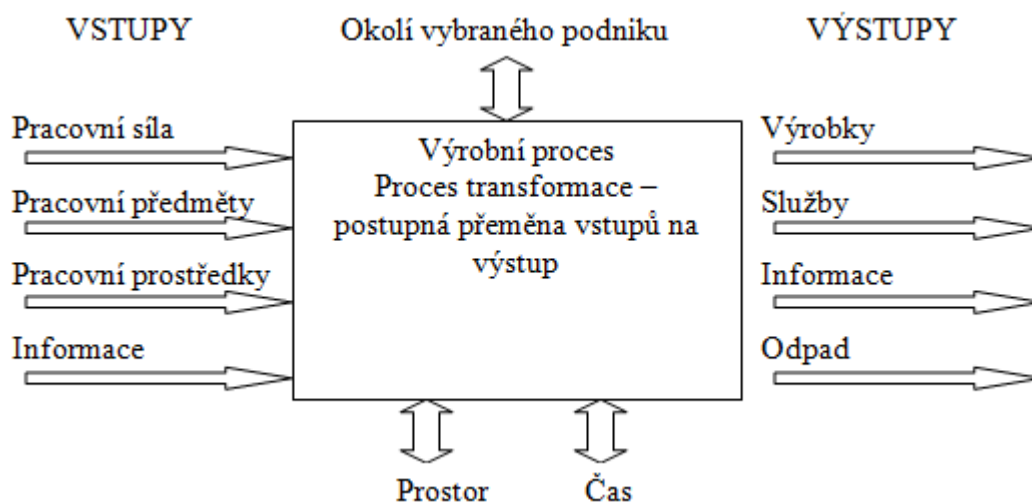 VSTUPY
Okolí vybraného podniku
VÝSTUPY
Pracovní síla
Pracovní předměty
Pracovní prostředky
Informace
Výrobní proces
Proces transformace –
postupná přeměna vstupů na
výstup
Výrobky
Služby
Informace
Odpad
Prostor
Čas